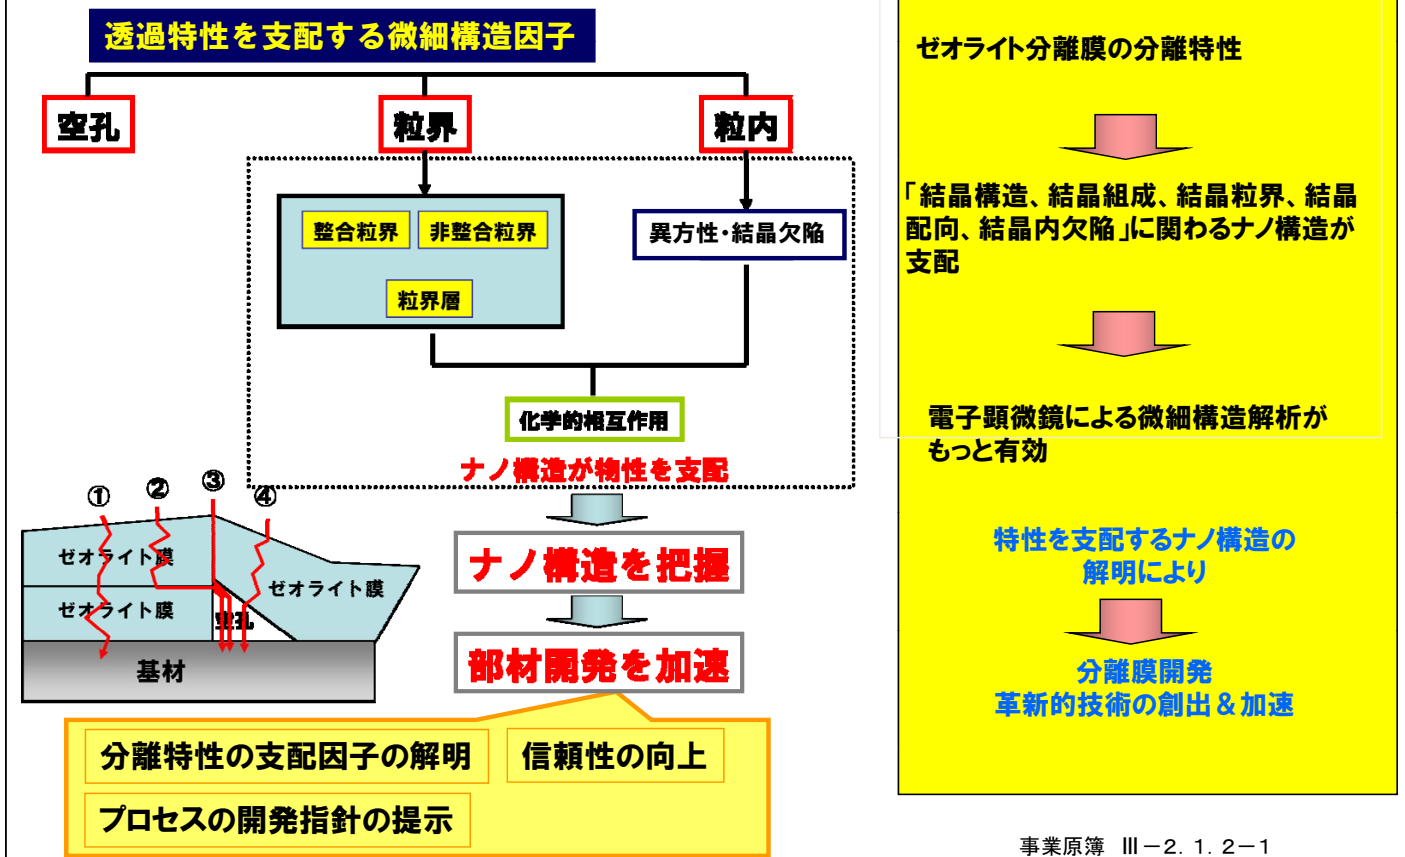 透過特性を支配する微細構造因子
空孔
粒界
粒内
整合粒界
非整合粒界
粒界層
異方性・結晶欠陥
化学的相互作用
ナノ構造が物性を支配
ナノ構造を把握
部材開発を加速
①
②
③
④
ゼオライト膜
ゼオライト膜
ゼオライト膜
空孔
基材
分離特性の支配因子の解明
信頼性の向上
プロセスの開発指針の提示
ゼオライト分離膜の分離特性
「結晶構造、結晶組成、結晶粒界、結晶
配向、結晶内欠陥」に関わるナノ構造が
支配
電子顕微鏡による微細構造解析が
もっと有効
特性を支配するナノ構造の
解明により
分離膜開発
革新的技術の創出＆加速
事業原簿 Ⅲ－2. 1. 2－1